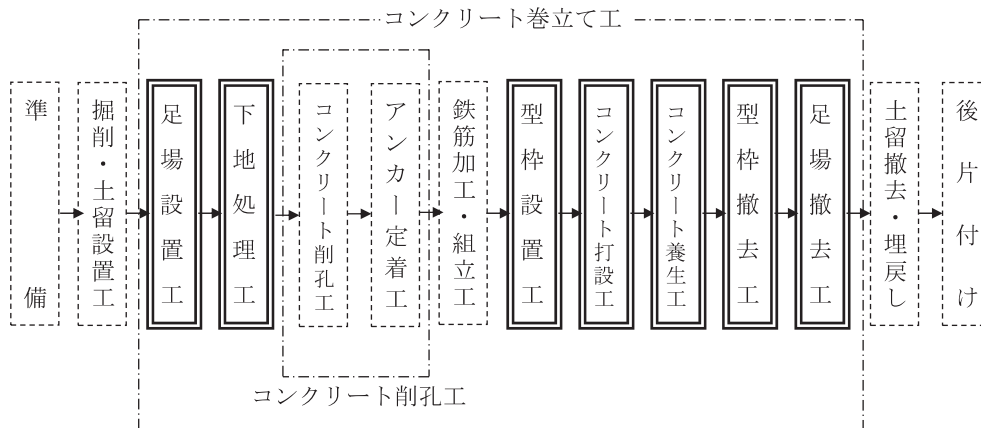 コンクリート巻立て工
準備
掘削・土留設置工
足場設置工
下地処理工
コンクリート削孔工
アンカー定着工
鉄筋加工・組立工
型枠設置工
コンクリート打設工
コンクリート養生工
型枠撤去工
足場撤去工
土留撤去・埋戻し
後片付け
コンクリート削孔工